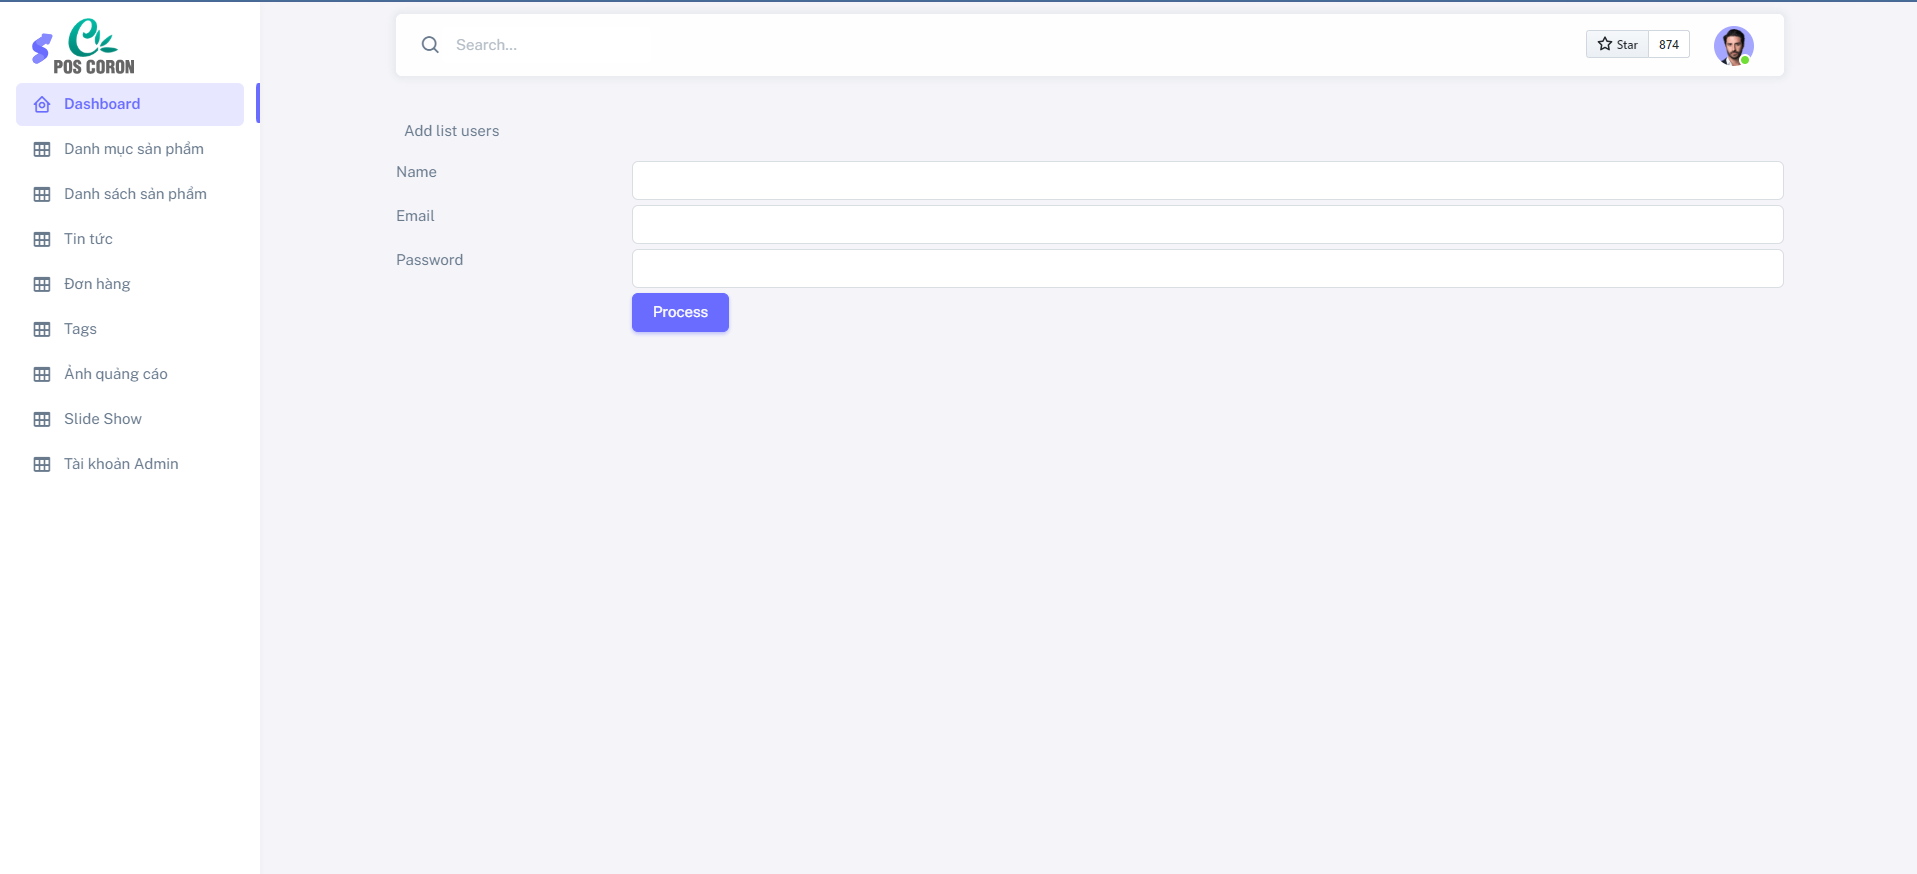 POS CORON
Search...
Star
874
Dashboard
Danh mục sản phẩm
Danh sách sản phẩm
Tin tức
Đơn hàng
Tags
Ảnh quảng cáo
Slide Show
Tài khoản Admin
Add list users
Name
Email
Password
Process